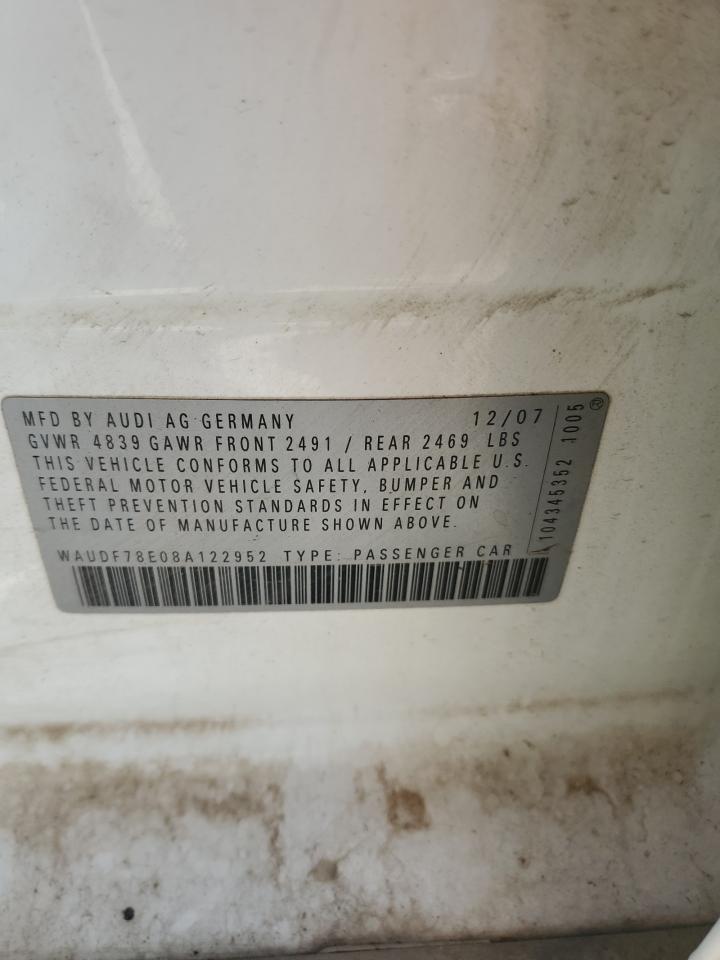 MFD BY AUDI AG GERMANY 12/07
GVWR 4839 GAWR FRONT 2491 / REAR 2469 LBS
THIS VEHICLE CONFORMS TO ALL APPLICABLE U.S.
FEDERAL MOTOR VEHICLE SAFETY, BUMPER AND
THEFT PREVENTION STANDARDS IN EFFECT ON
THE DATE OF MANUFACTURE SHOWN ABOVE.
WAUDF78E08A122952 TYPE: PASSENGER CAR
A104345352 1005 ®